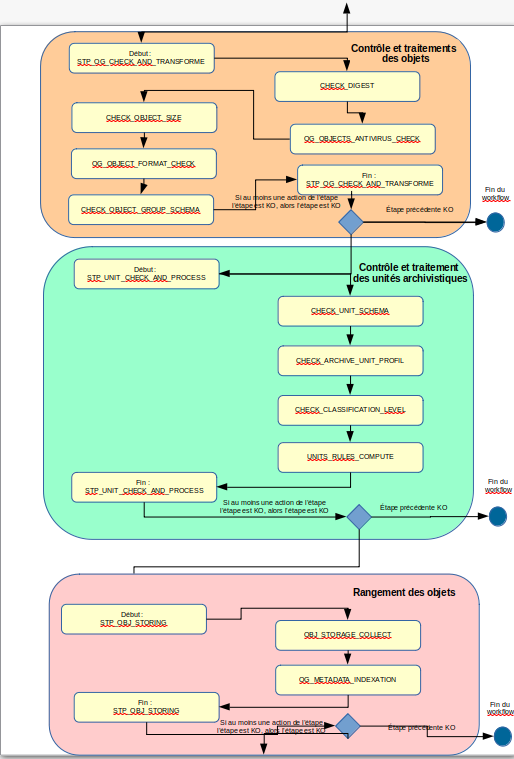 Contrôle et traitements
des objets
Début :
STP_OG_CHECK_AND_TRANSFORME
CHECK_DIGEST
CHECK_OBJECT_SIZE
OG_OBJECTS_ANTIVIRUS_CHECK
OG_OBJECT_FORMAT_CHECK
Fin :
STP_OG_CHECK_AND_TRANSFORME
CHECK_OBJECT_GROUP_SCHEMA
Si au moins une action de l'étape
l'étape est KO, alors l'étape est KO
Étape précédente KO
Fin du
workflow
Contrôle et traitement
des unités archivistiques
Début :
STP_UNIT_CHECK_AND_PROCESS
CHECK_UNIT_SCHEMA
CHECK_ARCHIVE_UNIT_PROFIL
CHECK_CLASSIFICATION_LEVEL
UNITS_RULES_COMPUTE
Fin :
STP_UNIT_CHECK_AND_PROCESS
Si au moins une action de l'étape
l'étape est KO, alors l'étape est KO
Étape précédente KO
Fin du
workflow
Rangement des objets
Début :
STP_OBJ_STORING
OBJ_STORAGE_COLLECT
OG_METADATA_INDEXATION
Fin :
STP_OBJ_STORING
Si au moins une action de l'étape
l'étape est KO, alors l'étape est KO
Étape précédente KO
Fin du
workflow